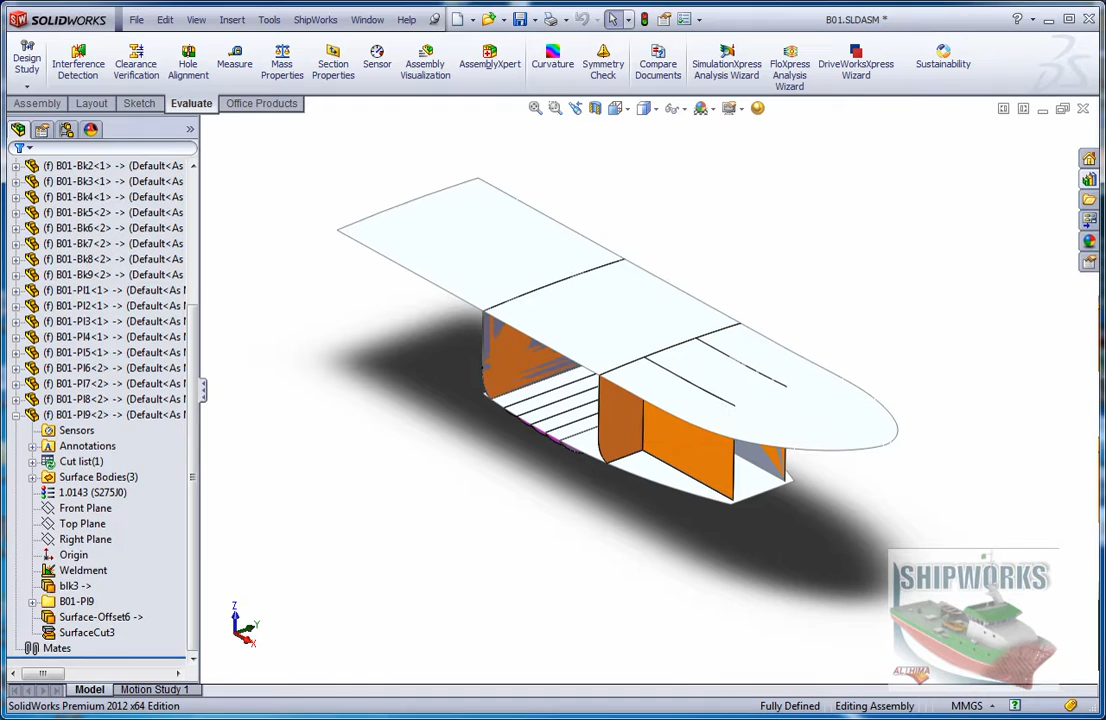 SOLIDWORKS File Edit View Insert Tools ShipWorks Window Help B01.SLDASM *
Design Study
Interference Detection
Clearance Verification
Hole Alignment
Measure
Mass Properties
Section Properties
Sensor
Assembly Visualization
AssemblyXpert
Curvature
Symmetry Check
Compare Documents
SimulationXpress Analysis Wizard
FloXpress Analysis Wizard
DriveWorksXpress Wizard
Sustainability
Assembly Layout Sketch Evaluate Office Products
(f) B01-Bk2<1> -> (Default<As
(f) B01-Bk3<1> -> (Default<As
(f) B01-Bk4<1> -> (Default<As
(f) B01-Bk5<2> -> (Default<As
(f) B01-Bk6<2> -> (Default<As
(f) B01-Bk7<2> -> (Default<As
(f) B01-Bk8<2> -> (Default<As
(f) B01-Bk9<2> -> (Default<As
(f) B01-Pl1<1> -> (Default<As M
(f) B01-Pl2<1> -> (Default<As M
(f) B01-Pl3<1> -> (Default<As M
(f) B01-Pl4<1> -> (Default<As M
(f) B01-Pl5<1> -> (Default<As M
(f) B01-Pl6<2> -> (Default<As M
(f) B01-Pl7<2> -> (Default<As M
(f) B01-Pl8<2> -> (Default<As M
(f) B01-Pl9<2> -> (Default<As M
Sensors
Annotations
Cut list(1)
Surface Bodies(3)
1.0143 (S275J0)
Front Plane
Top Plane
Right Plane
Origin
Weldment
blk3 ->
B01-Pl9
Surface-Offset6 ->
SurfaceCut3
Mates
Z
Y
X
SHIPWORKS
ALTHIMA
Model Motion Study 1
SolidWorks Premium 2012 x64 Edition Fully Defined Editing Assembly MMGS